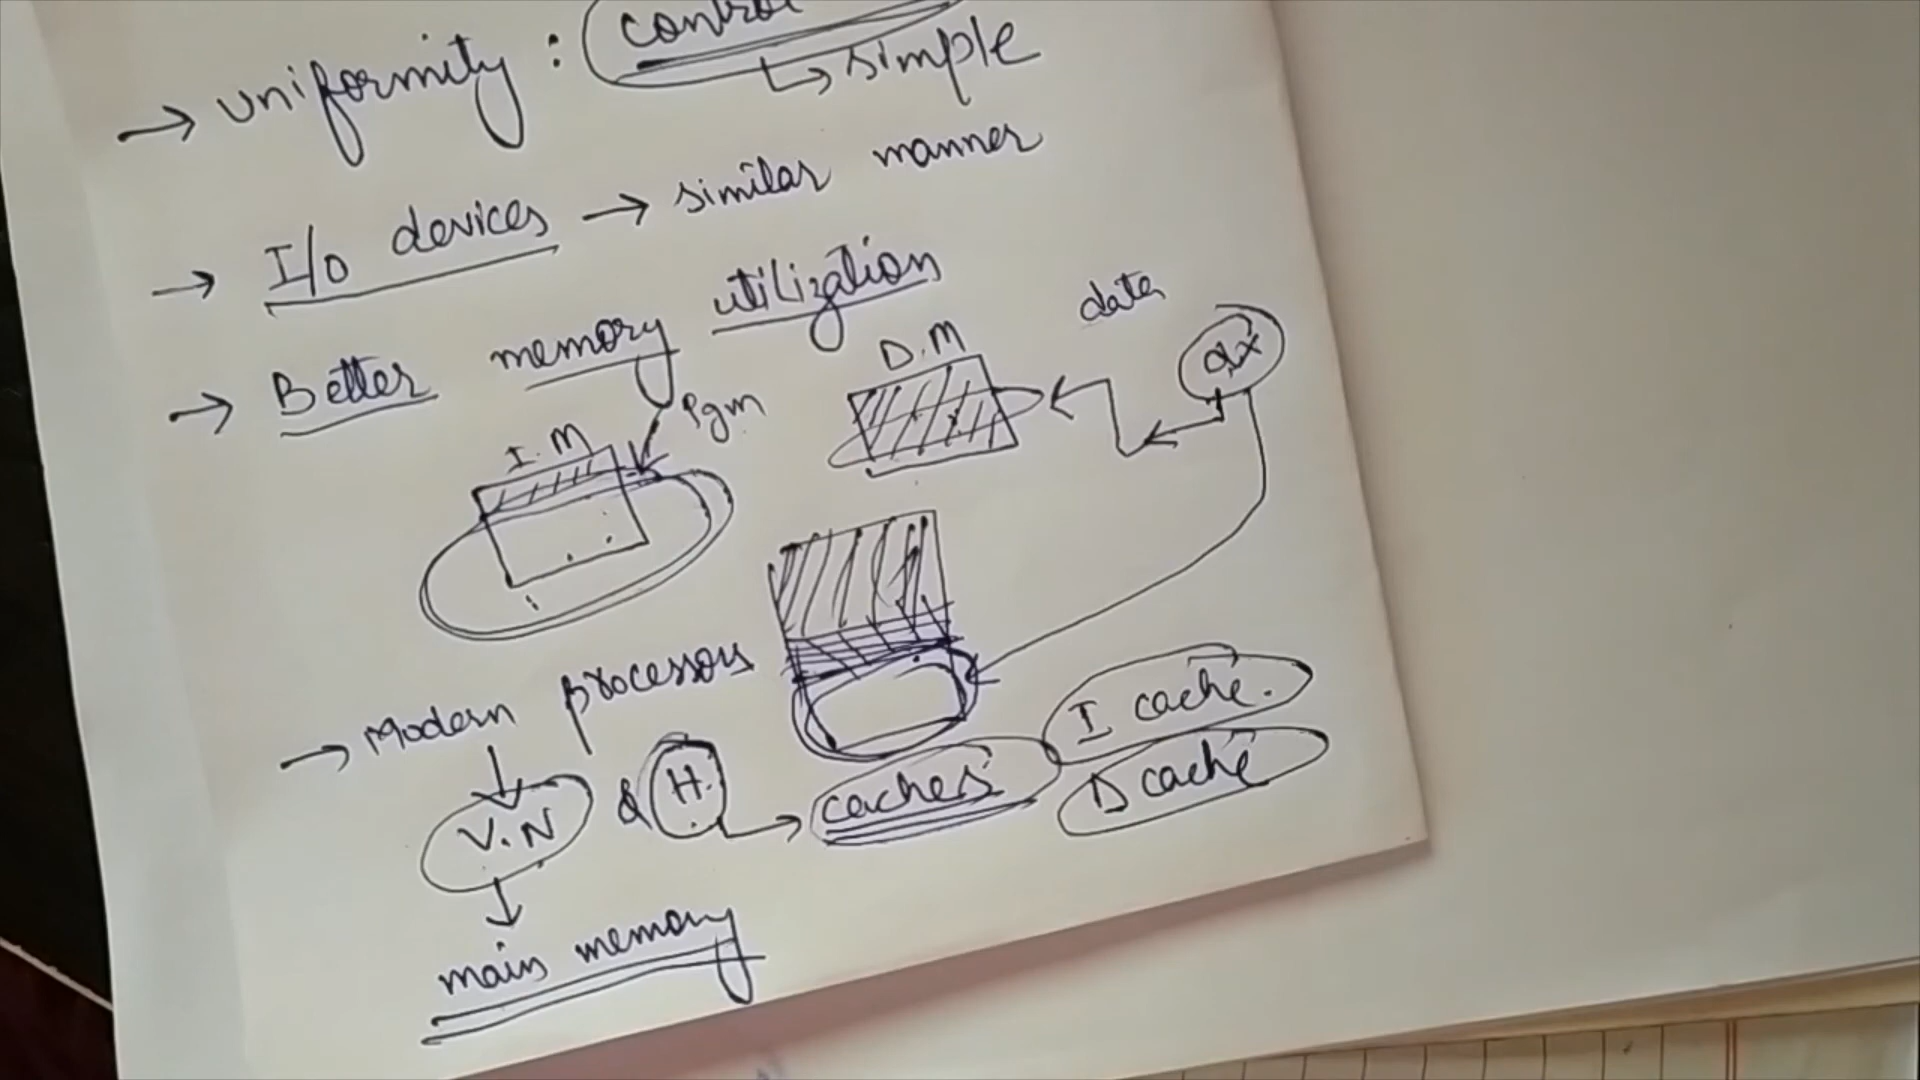 → uniformity : control
↳ simple
→ I/o devices → similar manner
→ Better memory utilization
data
D.M
Pgm
I.M
→ Modern processors
I cache.
V.N & H. → caches
D cache
main memory